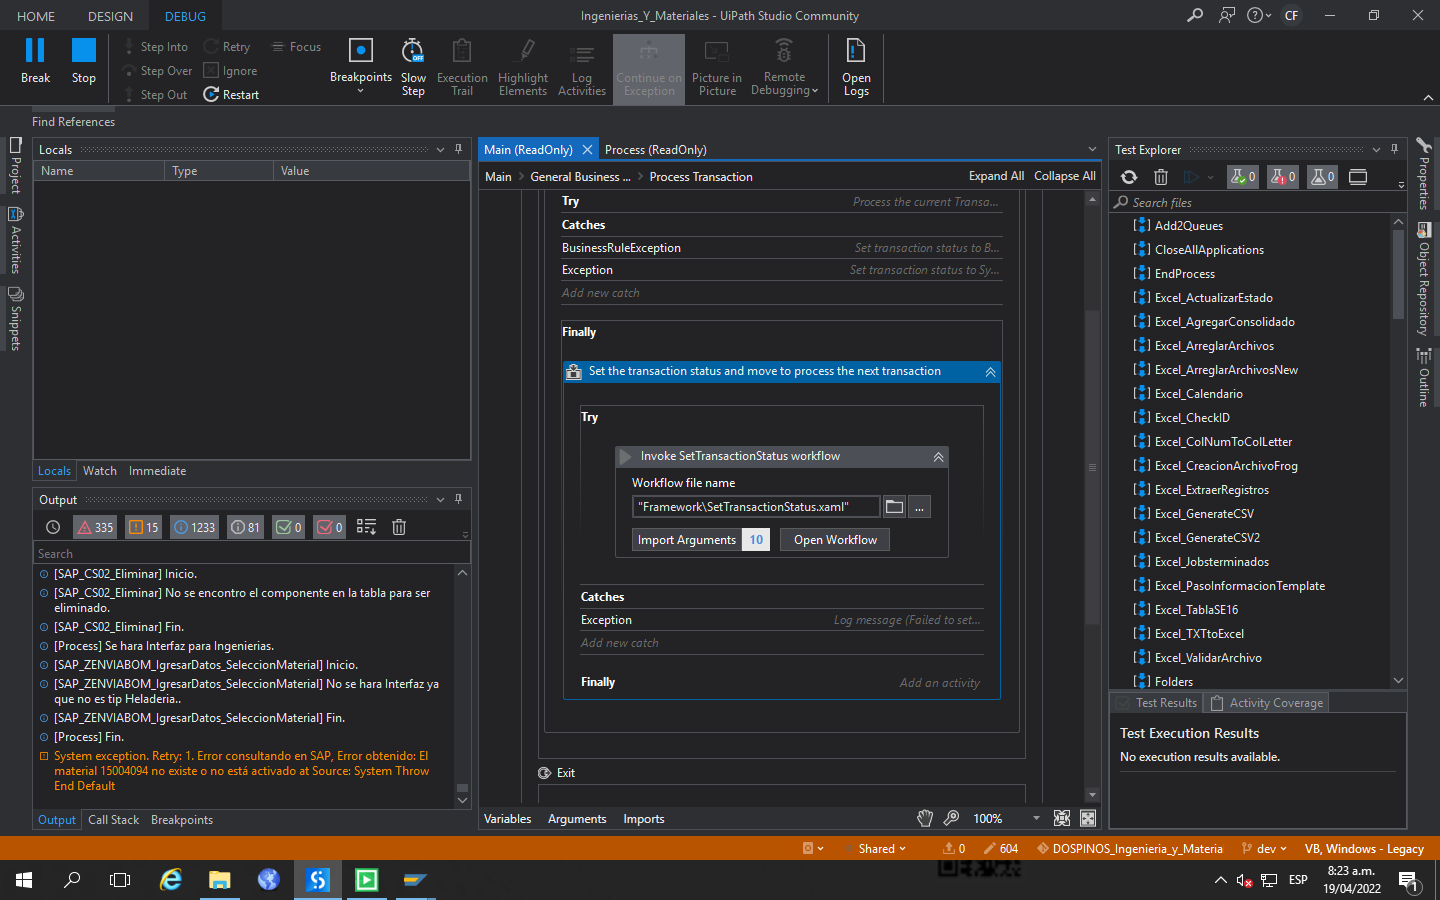 HOME DESIGN DEBUG Ingenierias_Y_Materiales - UiPath Studio Community CF
Break
Stop
Step Into
Step Over
Step Out
Retry
Ignore
Restart
Focus
Breakpoints
Slow Step
OFF
Execution Trail
Highlight Elements
Log Activities
Continue on Exception
Picture in Picture
Remote Debugging
Open Logs
Find References
Project
Activities
Snippets
Locals
Name Type Value
Locals Watch Immediate
Output
335 15 1233 81 0 0
Search
[SAP_CS02_Eliminar] Inicio.
[SAP_CS02_Eliminar] No se encontro el componente en la tabla para ser
eliminado.
[SAP_CS02_Eliminar] Fin.
[Process] Se hara Interfaz para Ingenierias.
[SAP_ZENVIABOM_IgresarDatos_SeleccionMaterial] Inicio.
[SAP_ZENVIABOM_IgresarDatos_SeleccionMaterial] No se hara Interfaz ya
que no es tip Heladeria..
[SAP_ZENVIABOM_IgresarDatos_SeleccionMaterial] Fin.
[Process] Fin.
System exception. Retry: 1. Error consultando en SAP, Error obtenido: El
material 15004094 no existe o no está activado at Source: System Throw
End Default
Output Call Stack Breakpoints
Main (ReadOnly) Process (ReadOnly)
Main General Business ... Process Transaction Expand All Collapse All
Try Process the current Transa...
Catches
BusinessRuleException Set transaction status to B...
Exception Set transaction status to Sy...
Add new catch
Finally
Set the transaction status and move to process the next transaction
Try
Invoke SetTransactionStatus workflow
Workflow file name
"Framework\SetTransactionStatus.xaml" ...
Import Arguments 10 Open Workflow
Catches
Exception Log message (Failed to set...
Add new catch
Finally Add an activity
Exit
Variables Arguments Imports 100%
Test Explorer
0 0 0
Search files
Add2Queues
CloseAllApplications
EndProcess
Excel_ActualizarEstado
Excel_AgregarConsolidado
Excel_ArreglarArchivos
Excel_ArreglarArchivosNew
Excel_Calendario
Excel_CheckID
Excel_ColNumToColLetter
Excel_CreacionArchivoFrog
Excel_ExtraerRegistros
Excel_GenerateCSV
Excel_GenerateCSV2
Excel_Jobsterminados
Excel_PasoInformacionTemplate
Excel_TablaSE16
Excel_TXTtoExcel
Excel_ValidarArchivo
Folders
Test Results Activity Coverage
Test Execution Results
No execution results available.
Properties
Object Repository
Outline
Shared 0 604 DOSPINOS_Ingenieria_y_Materia dev VB, Windows - Legacy
ESP
8:23 a.m.
19/04/2022
1